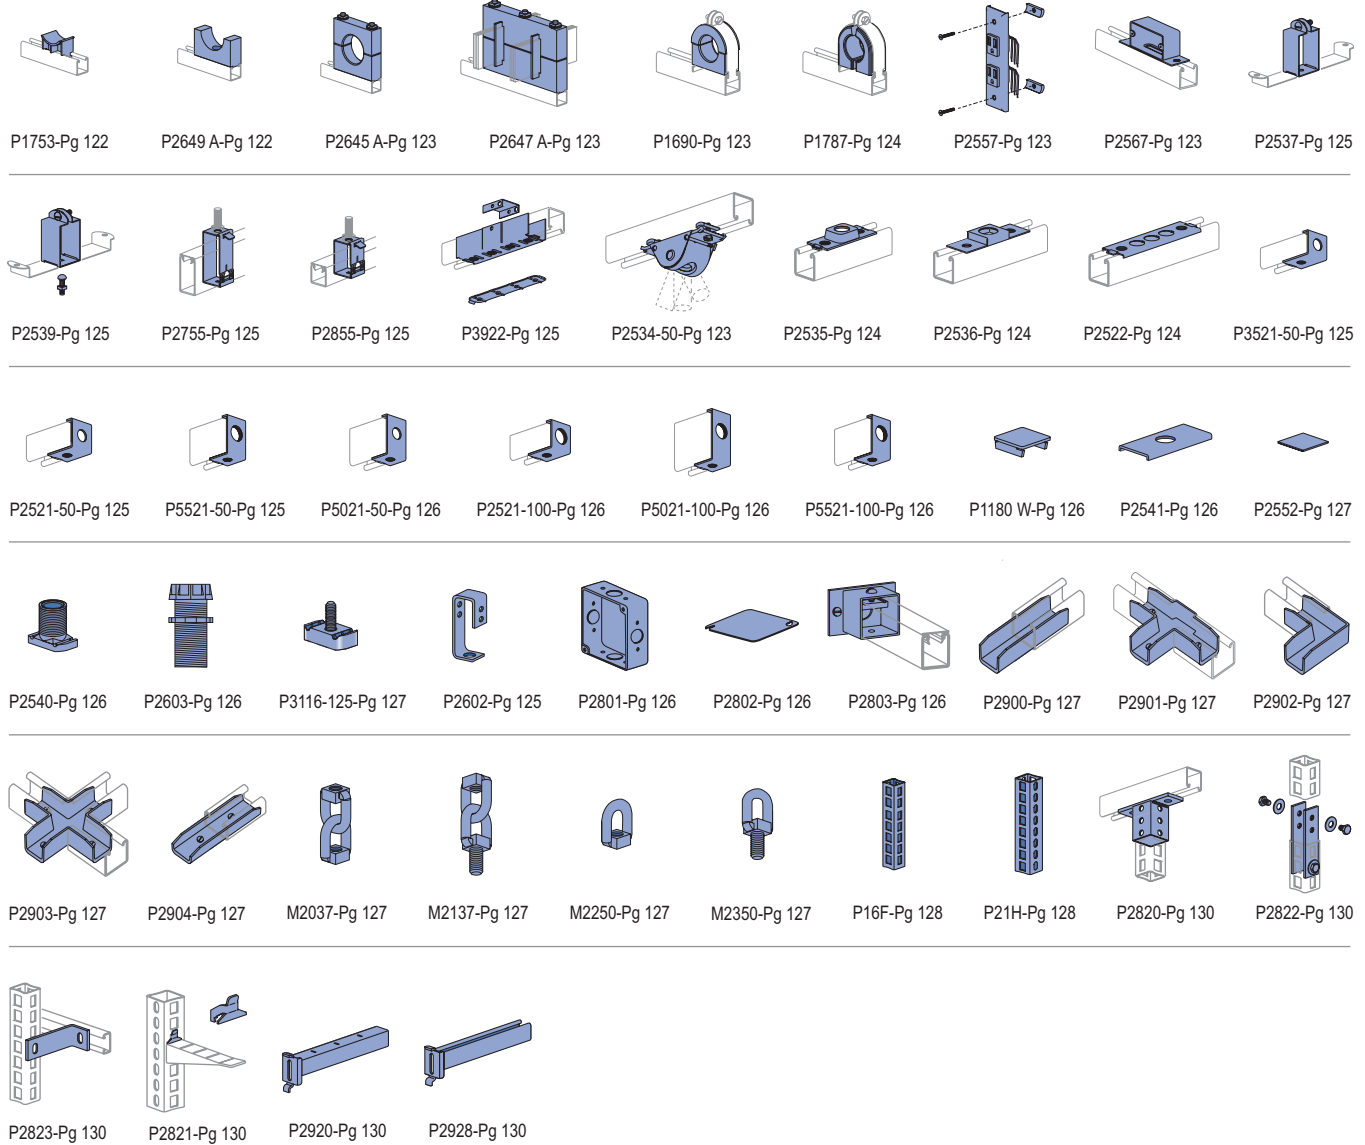 P1753-Pg 122
P2649 A-Pg 122
P2645 A-Pg 123
P2647 A-Pg 123
P1690-Pg 123
P1787-Pg 124
P2557-Pg 123
P2567-Pg 123
P2537-Pg 125
P2539-Pg 125
P2755-Pg 125
P2855-Pg 125
P3922-Pg 125
P2534-50-Pg 123
P2535-Pg 124
P2536-Pg 124
P2522-Pg 124
P3521-50-Pg 125
P2521-50-Pg 125
P5521-50-Pg 125
P5021-50-Pg 126
P2521-100-Pg 126
P5021-100-Pg 126
P5521-100-Pg 126
P1180 W-Pg 126
P2541-Pg 126
P2552-Pg 127
P2540-Pg 126
P2603-Pg 126
P3116-125-Pg 127
P2602-Pg 125
P2801-Pg 126
P2802-Pg 126
P2803-Pg 126
P2900-Pg 127
P2901-Pg 127
P2902-Pg 127
P2903-Pg 127
P2904-Pg 127
M2037-Pg 127
M2137-Pg 127
M2250-Pg 127
M2350-Pg 127
P16F-Pg 128
P21H-Pg 128
P2820-Pg 130
P2822-Pg 130
P2823-Pg 130
P2821-Pg 130
P2920-Pg 130
P2928-Pg 130